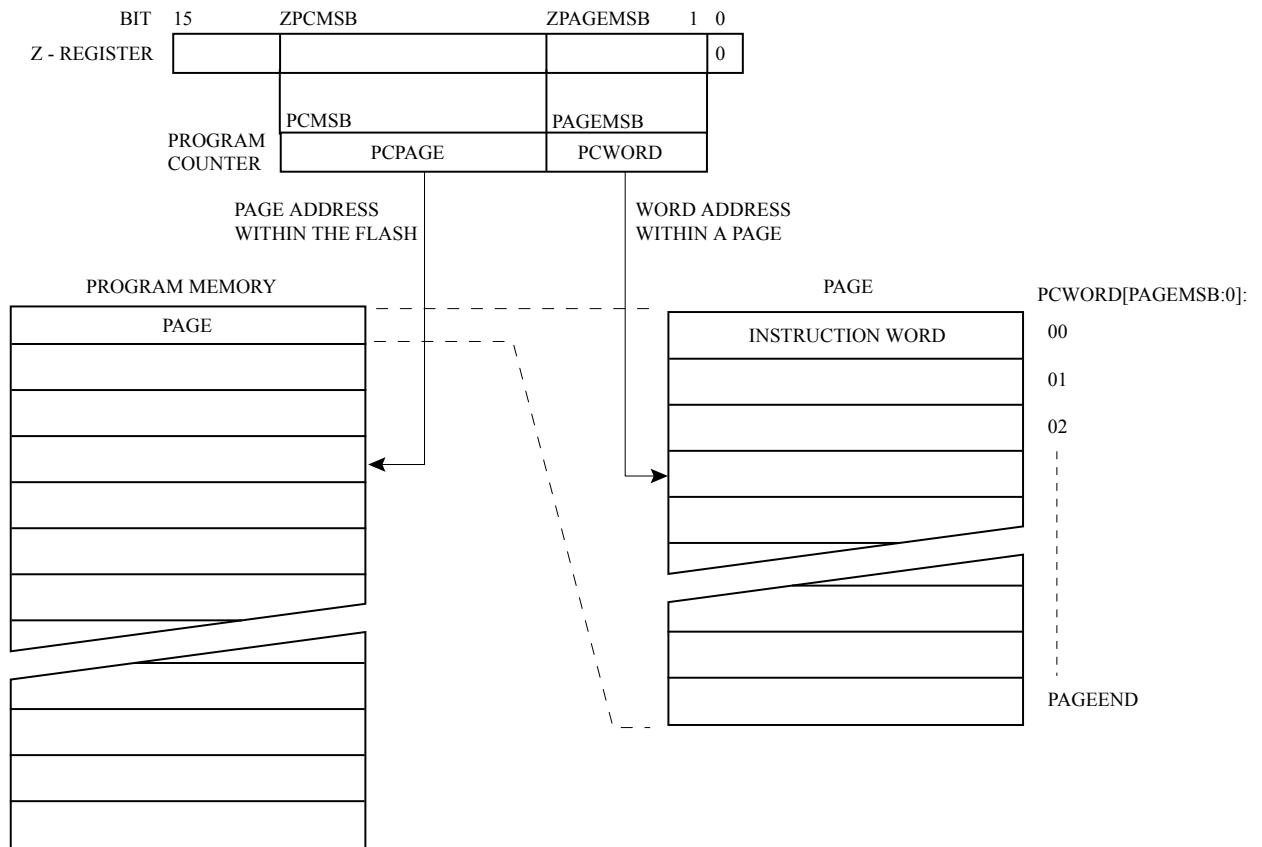 BIT 15 ZPCMSB ZPAGEMSB 1 0
Z - REGISTER 0
PCMSB PAGEMSB
PROGRAM
COUNTER
PCPAGE PCWORD
PAGE ADDRESS
WITHIN THE FLASH
WORD ADDRESS
WITHIN A PAGE
PROGRAM MEMORY
PAGE
PAGE
PCWORD[PAGEMSB:0]:
INSTRUCTION WORD
00
01
02
PAGEEND